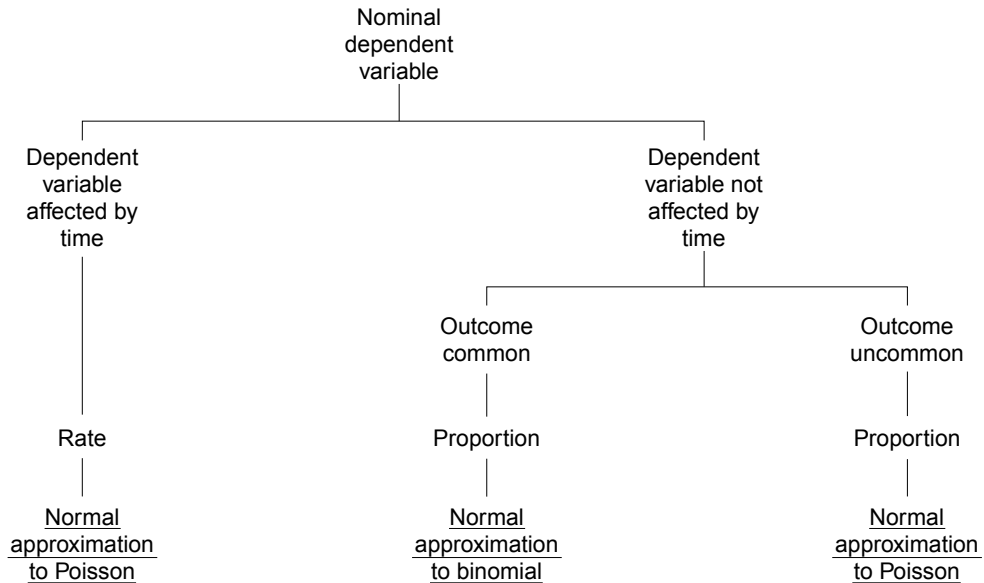 Nominal
dependent
variable
Dependent
variable
affected by
time
Dependent
variable not
affected by
time
Outcome
common
Outcome
uncommon
Rate
Proportion
Proportion
Normal
approximation
to Poisson
Normal
approximation
to binomial
Normal
approximation
to Poisson